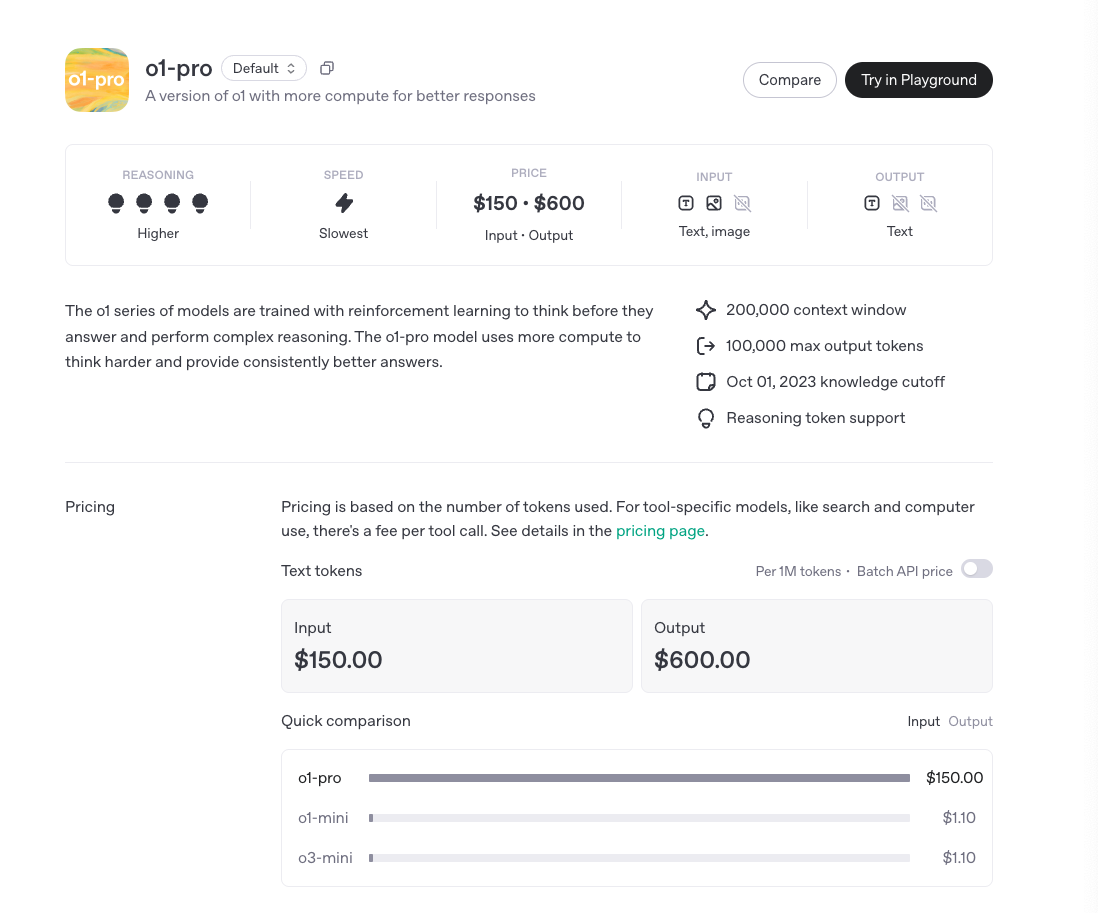 o1-pro
o1-pro Default
A version of o1 with more compute for better responses
Compare
Try in Playground
REASONING
Higher
SPEED
Slowest
PRICE
$150 • $600
Input • Output
INPUT
Text, image
OUTPUT
Text
The o1 series of models are trained with reinforcement learning to think before they
answer and perform complex reasoning. The o1-pro model uses more compute to
think harder and provide consistently better answers.
200,000 context window
100,000 max output tokens
Oct 01, 2023 knowledge cutoff
Reasoning token support
Pricing
Pricing is based on the number of tokens used. For tool-specific models, like search and computer
use, there's a fee per tool call. See details in the pricing page.
Text tokens
Per 1M tokens • Batch API price
Input
$150.00
Output
$600.00
Quick comparison
Input Output
o1-pro $150.00
o1-mini $1.10
o3-mini $1.10